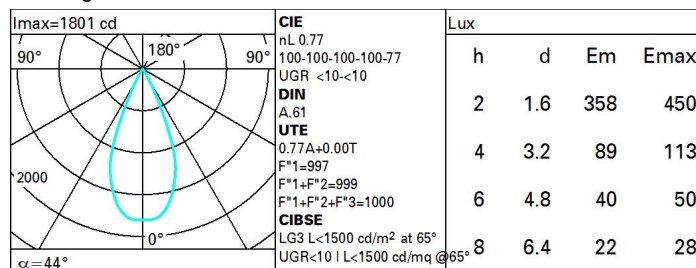 Imax=1801 cd
90°
180°
90°
2000
0°
α=44°
CIE
nL 0.77
100-100-100-100-77
UGR <10-<10
DIN
A.61
UTE
0.77A+0.00T
F"1=997
F"1+F"2=999
F"1+F"2+F"3=1000
CIBSE
LG3 L<1500 cd/m² at 65°
UGR<10 | L<1500 cd/mq @65°
Lux
h d Em Emax
2 1.6 358 450
4 3.2 89 113
6 4.8 40 50
8 6.4 22 28